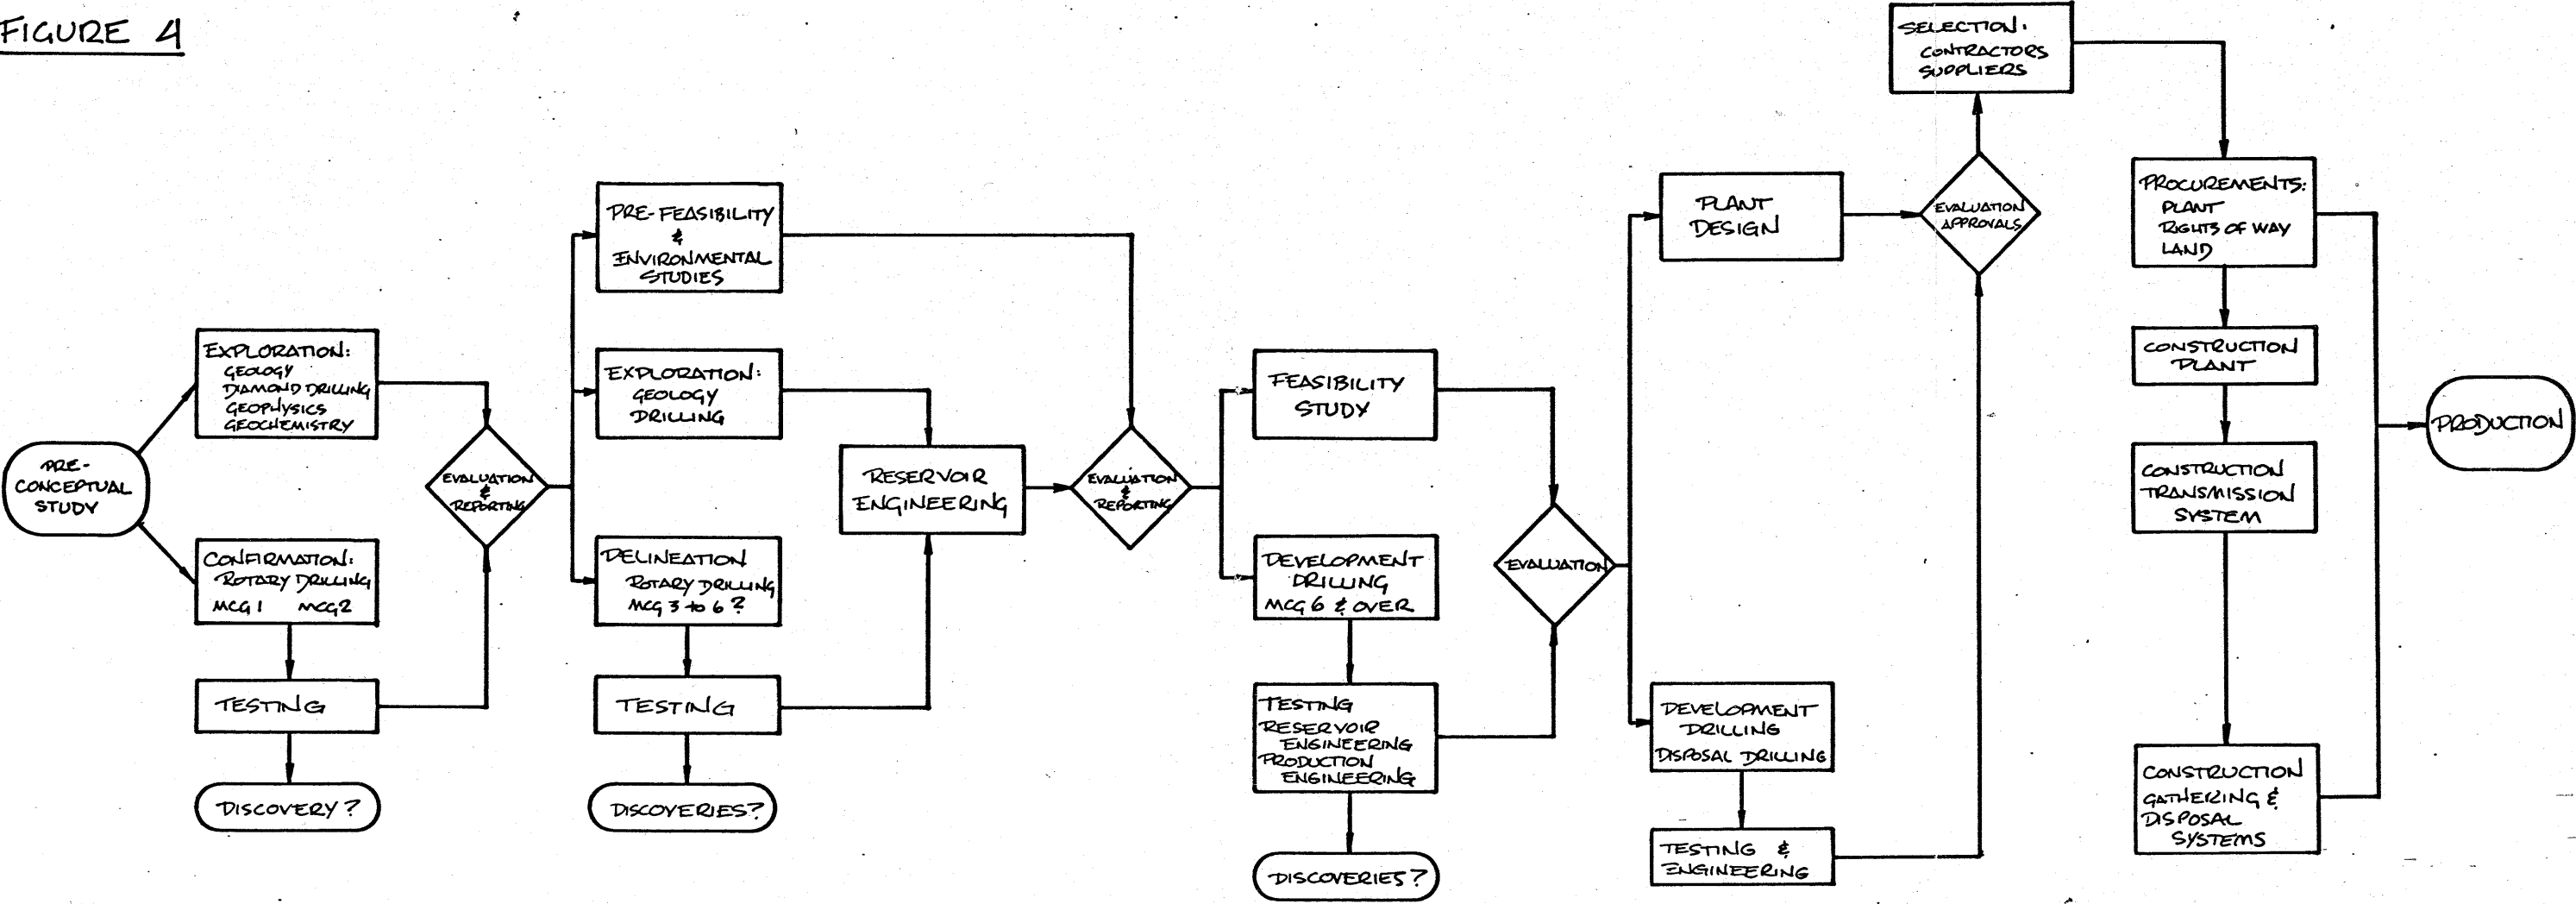 FIGURE 4
PRE-
CONCEPTUAL
STUDY
EXPLORATION:
GEOLOGY
DIAMOND DRILLING
GEOPHYSICS
GEOCHEMISTRY
CONFIRMATION:
ROTARY DRILLING
MCG 1 MCG 2
TESTING
DISCOVERY?
EVALUATION
&
REPORTING
PRE-FEASIBILITY
&
ENVIRONMENTAL
STUDIES
EXPLORATION:
GEOLOGY
DRILLING
DELINEATION
ROTARY DRILLING
MCG 3 to 6?
TESTING
DISCOVERIES?
RESERVOIR
ENGINEERING
EVALUATION
&
REPORTING
FEASIBILITY
STUDY
DEVELOPMENT
DRILLING
MCG 6 & OVER
TESTING
RESERVOIR
ENGINEERING
PRODUCTION
ENGINEERING
DISCOVERIES?
EVALUATION
PLANT
DESIGN
DEVELOPMENT
DRILLING
DISPOSAL DRILLING
TESTING &
ENGINEERING
EVALUATION
APPROVALS
SELECTION:
CONTRACTORS
SUPPLIERS
PROCUREMENTS:
PLANT
RIGHTS OF WAY
LAND
CONSTRUCTION
PLANT
CONSTRUCTION
TRANSMISSION
SYSTEM
CONSTRUCTION
GATHERING &
DISPOSAL
SYSTEMS
PRODUCTION